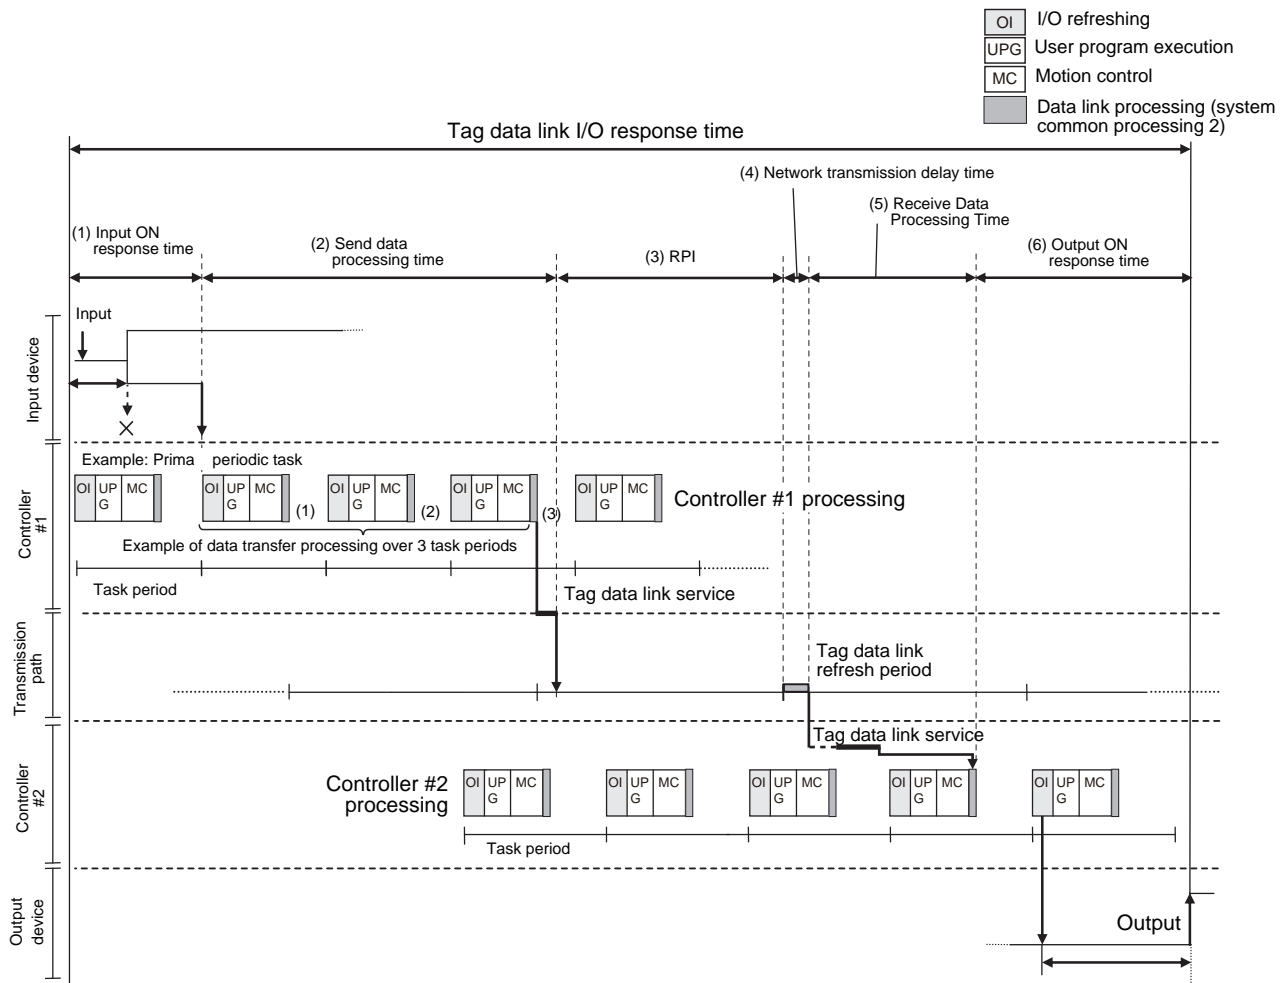 OI I/O refreshing
UPG User program execution
MC Motion control
Data link processing (system
common processing 2)
Tag data link I/O response time
(4) Network transmission delay time
(5) Receive Data
Processing Time
(1) Input ON
response time
(2) Send data
processing time
(3) RPI
(6) Output ON
response time
Input device
Input
Example: Prima periodic task
Controller
#1
OI UP
G MC
OI UP
G MC
(1)
OI UP
G MC
(2)
OI UP
G MC
(3)
OI UP
G MC
Controller #1 processing
Example of data transfer processing over 3 task periods
Task period
Tag data link service
Transmission
path
Tag data link
refresh period
Tag data link service
Controller
#2
Controller #2
processing
OI UP
G MC
OI UP
G MC
OI UP
G MC
OI UP
G MC
OI UP
G MC
Task period
Output
device
Output